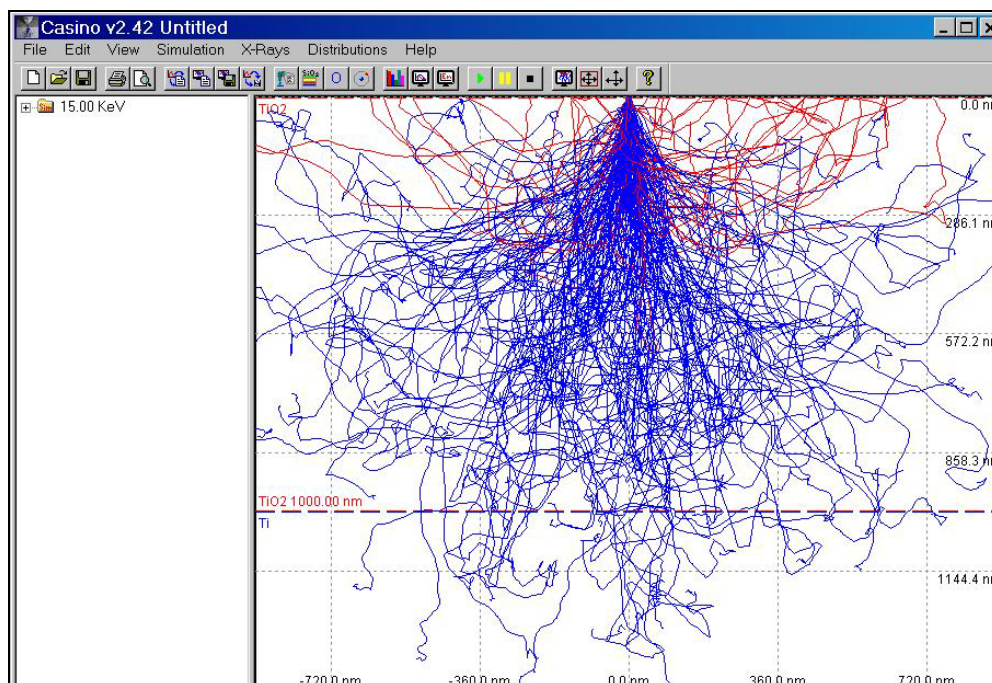 Casino v2.42 Untitled
File Edit View Simulation X-Rays Distributions Help
15.00 KeV
TiO2
0.0 n
286.1 nm
572.2 nm
858.3 nm
TiO2 1000.00 nm
Ti
1144.4 n
-720.0 nm -360.0 nm 0.0 nm 360.0 nm 720.0 nm